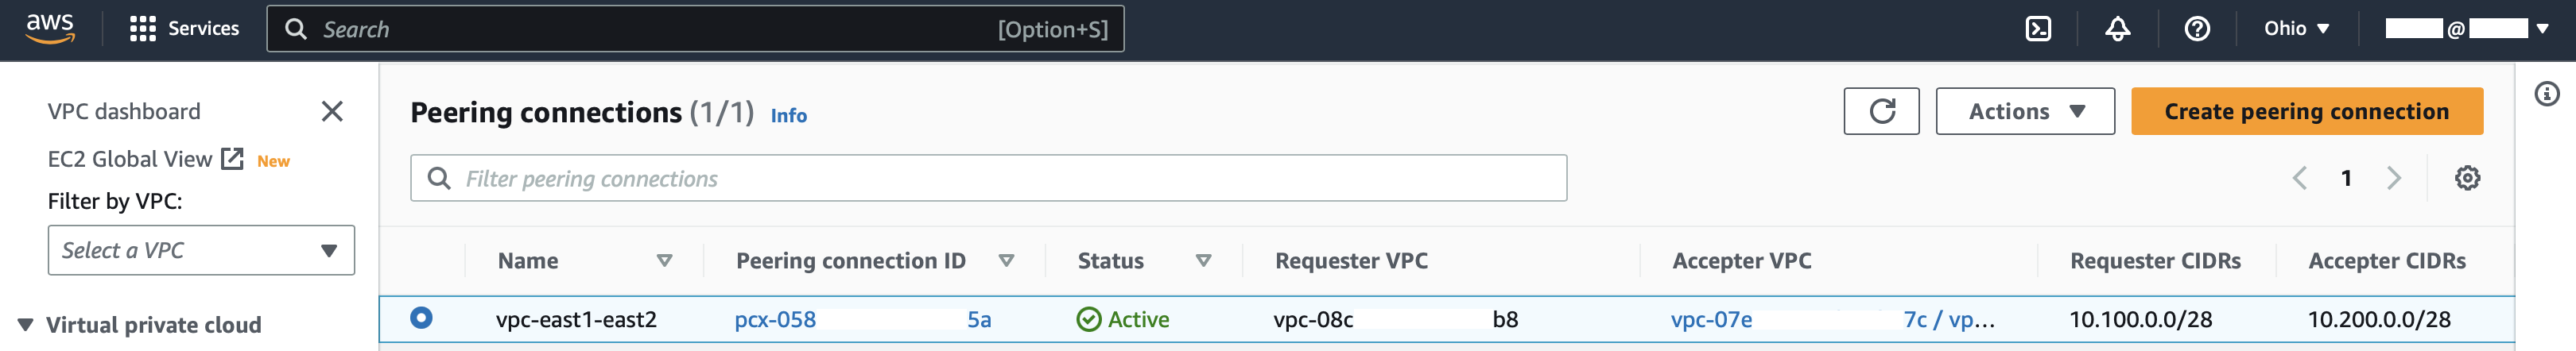 aws Services Search [Option+S] Ohio @
VPC dashboard
EC2 Global View New
Filter by VPC:
Select a VPC
Virtual private cloud
Peering connections (1/1) Info Actions Create peering connection
Filter peering connections 1
Name Peering connection ID Status Requester VPC Accepter VPC Requester CIDRs Accepter CIDRs
vpc-east1-east2 pcx-058 5a Active vpc-08c b8 vpc-07e 7c / vp... 10.100.0.0/28 10.200.0.0/28